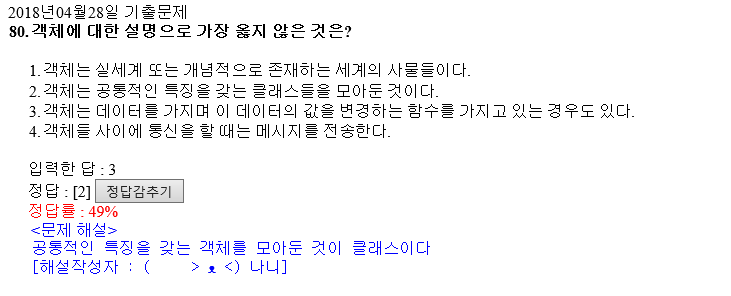 2018년04월28일 기출문제
80. 객체에 대한 설명으로 가장 옳지 않은 것은?
1. 객체는 실세계 또는 개념적으로 존재하는 세계의 사물들이다.
2. 객체는 공통적인 특징을 갖는 클래스들을 모아둔 것이다.
3. 객체는 데이터를 가지며 이 데이터의 값을 변경하는 함수를 가지고 있는 경우도 있다.
4. 객체들 사이에 통신을 할 때는 메시지를 전송한다.
입력한 답 : 3
정답 : [2] 정답감추기
정답률 : 49%
<문제 해설>
공통적인 특징을 갖는 객체를 모아둔 것이 클래스이다
[해설작성자 : (    > ᴥ <) 나니]